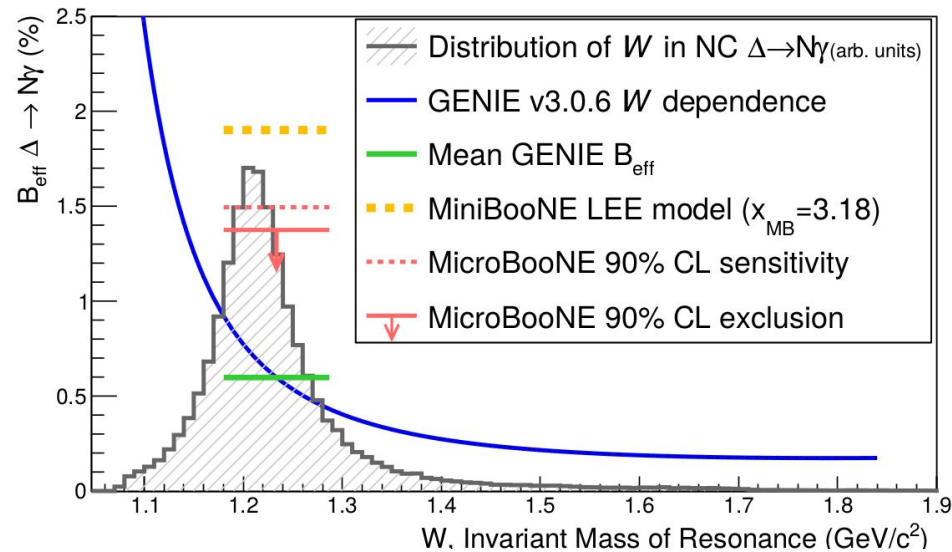 B_eff Δ → Nγ (%)
2.5
2
1.5
1
0.5
0
Distribution of W in NC Δ→Nγ(arb. units)
GENIE v3.0.6 W dependence
Mean GENIE B_eff
MiniBooNE LEE model (x_MB=3.18)
MicroBooNE 90% CL sensitivity
MicroBooNE 90% CL exclusion
1.1 1.2 1.3 1.4 1.5 1.6 1.7 1.8 1.9
W, Invariant Mass of Resonance (GeV/c²)